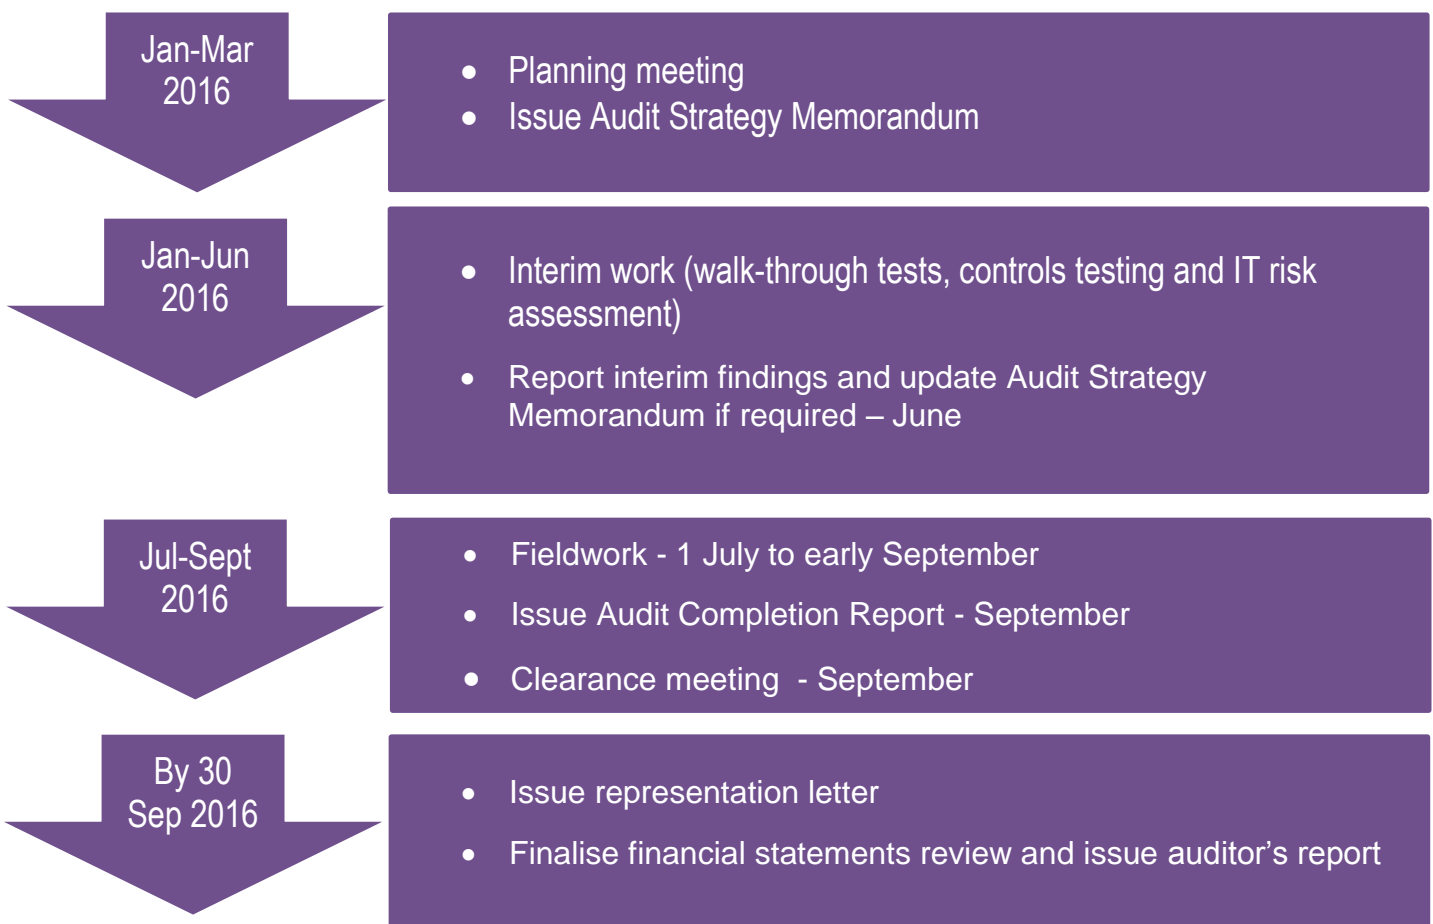 Jan-Mar
2016
• Planning meeting
• Issue Audit Strategy Memorandum
Jan-Jun
2016
• Interim work (walk-through tests, controls testing and IT risk
assessment)
• Report interim findings and update Audit Strategy
Memorandum if required – June
Jul-Sept
2016
• Fieldwork - 1 July to early September
• Issue Audit Completion Report - September
• Clearance meeting - September
By 30
Sep 2016
• Issue representation letter
• Finalise financial statements review and issue auditor’s report